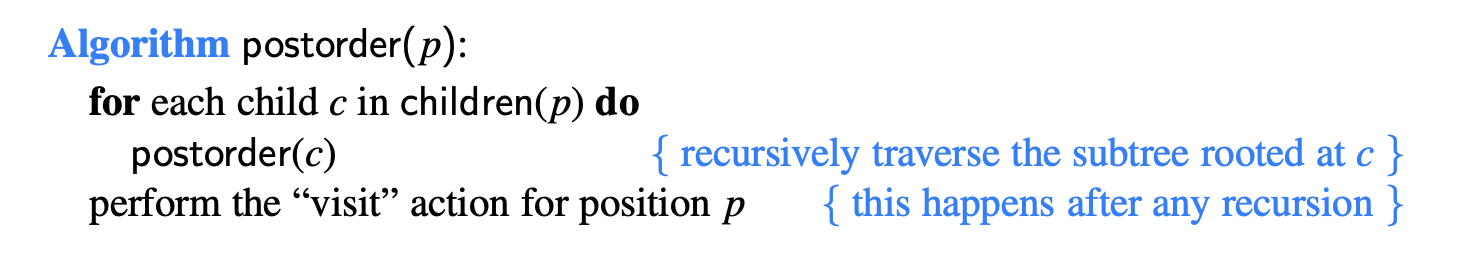 Algorithm postorder(p):
for each child c in children(p) do
postorder(c) { recursively traverse the subtree rooted at c }
perform the “visit” action for position p { this happens after any recursion }